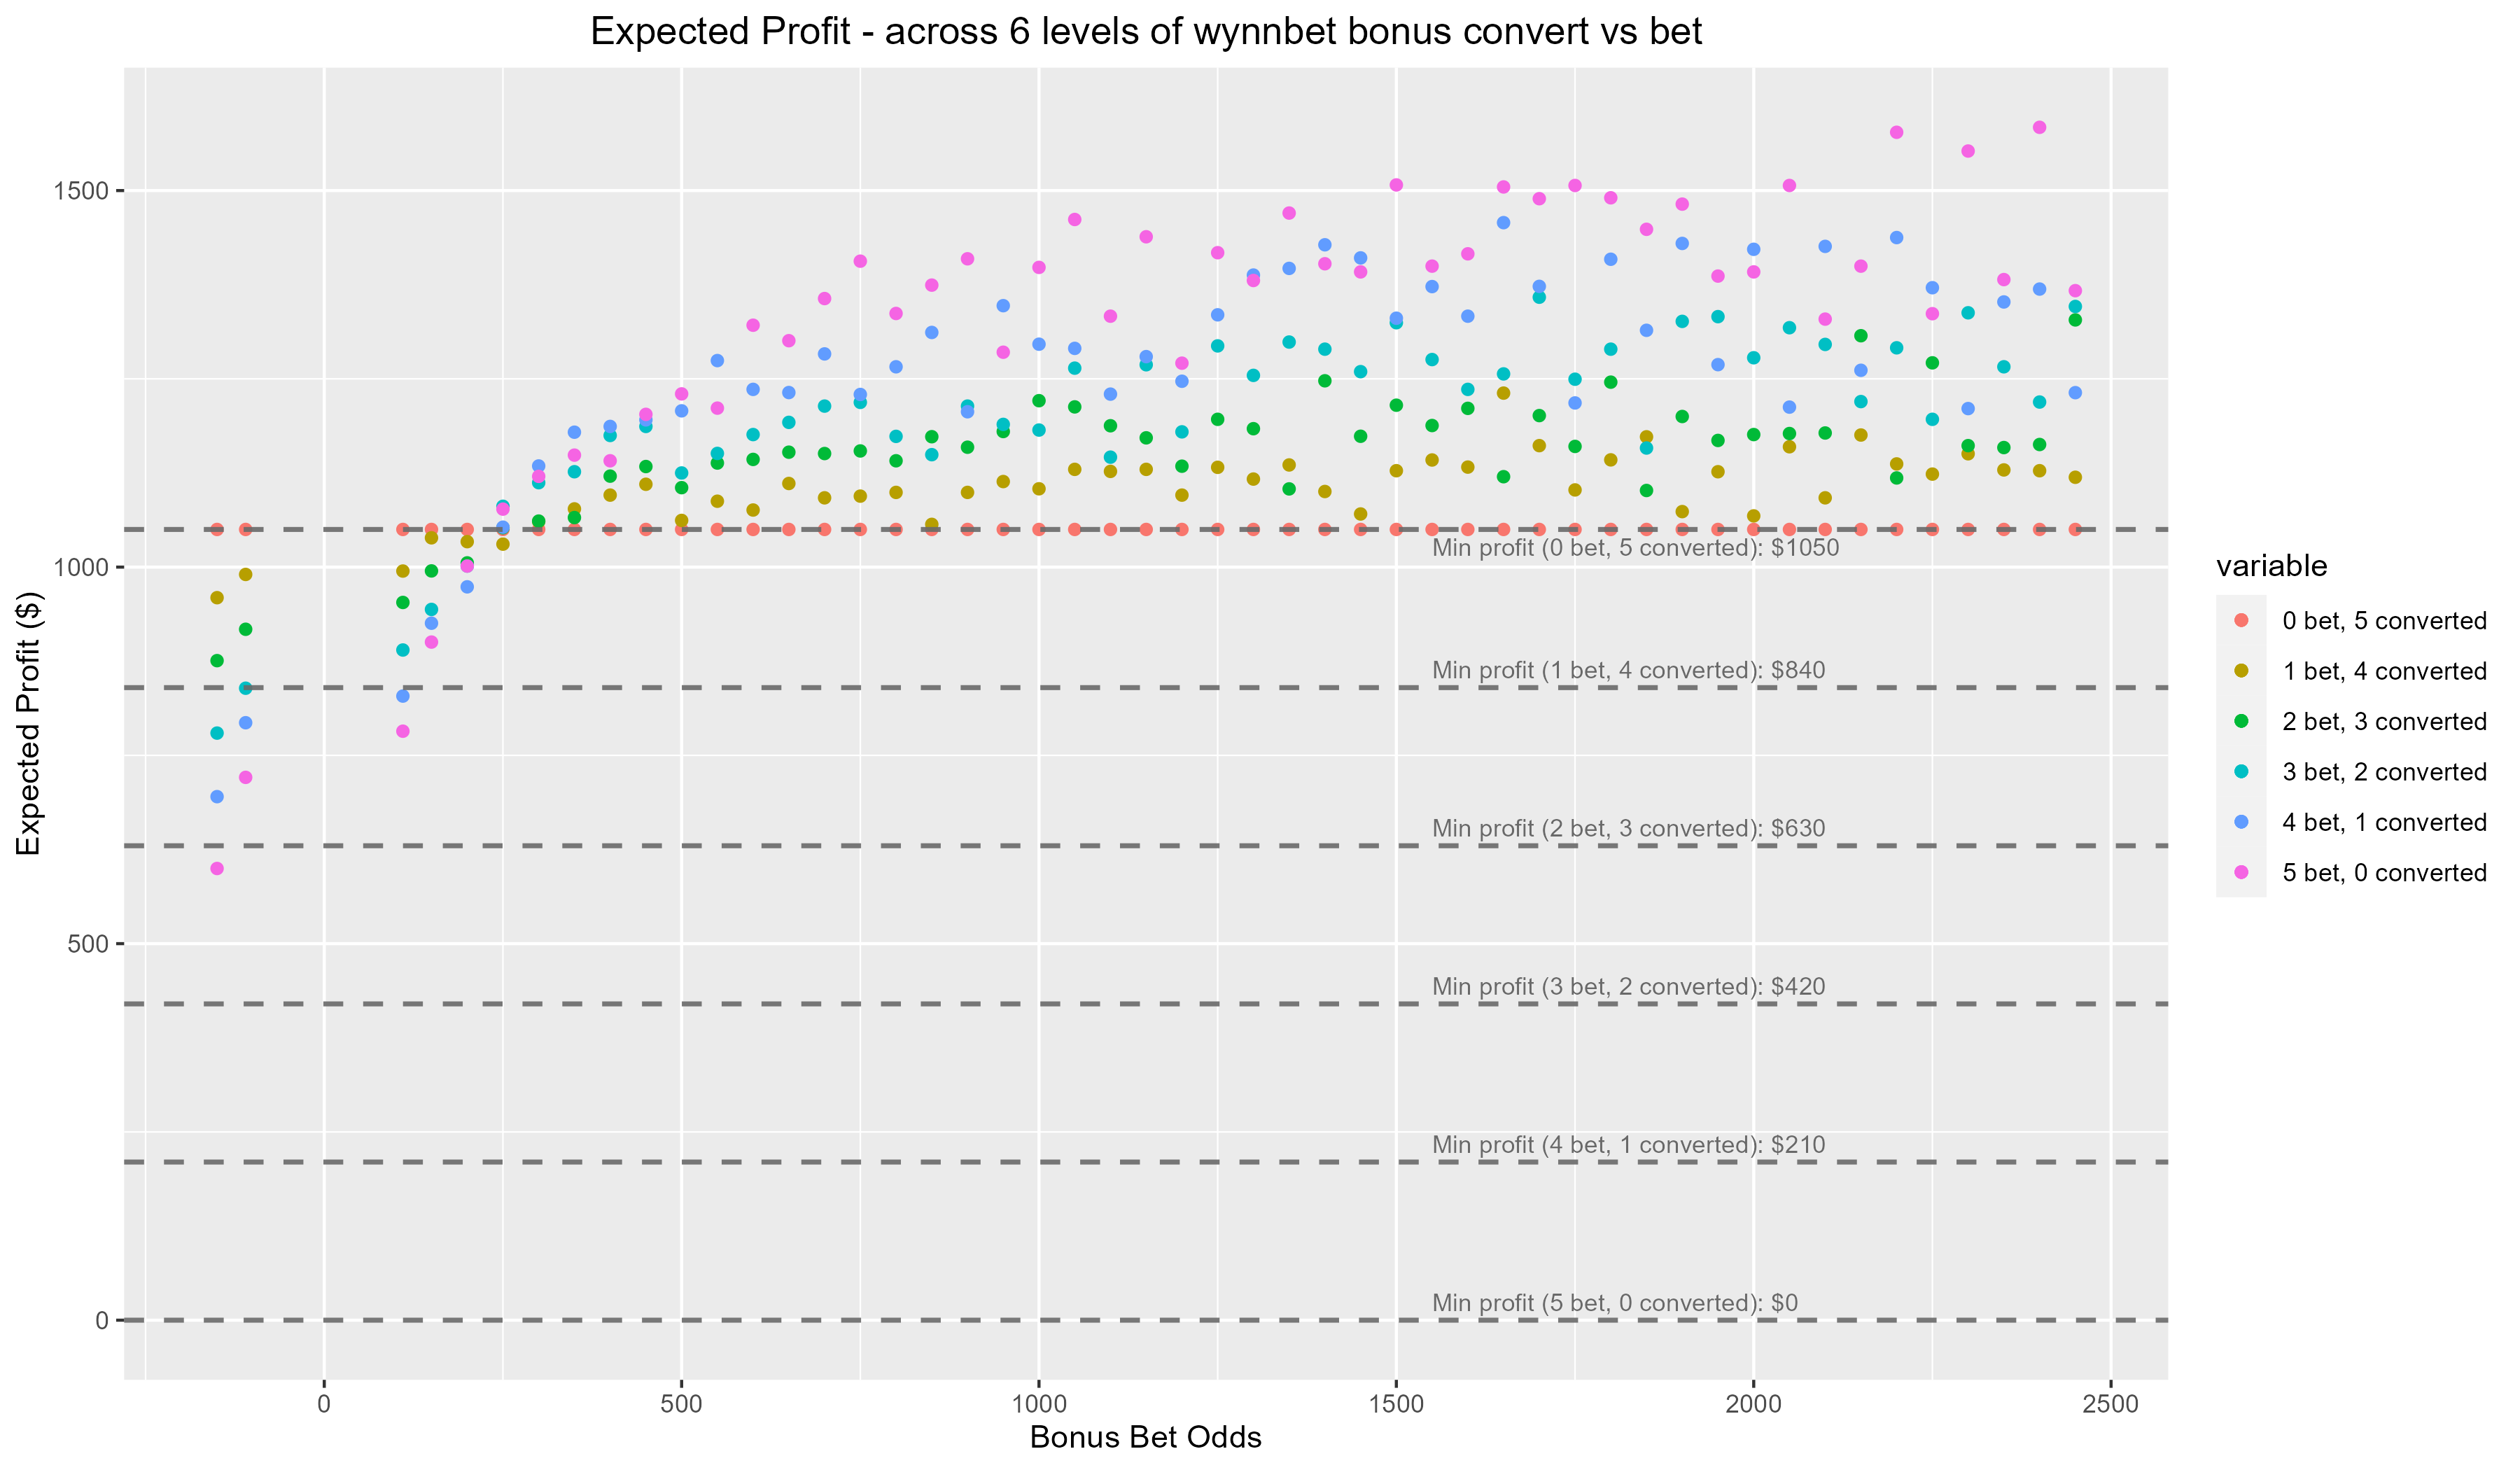 Expected Profit - across 6 levels of wynnbet bonus convert vs bet
Expected Profit ($)
1500
1000
500
0
Min profit (0 bet, 5 converted): $1050
Min profit (1 bet, 4 converted): $840
Min profit (2 bet, 3 converted): $630
Min profit (3 bet, 2 converted): $420
Min profit (4 bet, 1 converted): $210
Min profit (5 bet, 0 converted): $0
0
500
1000
1500
2000
2500
Bonus Bet Odds
variable
0 bet, 5 converted
1 bet, 4 converted
2 bet, 3 converted
3 bet, 2 converted
4 bet, 1 converted
5 bet, 0 converted